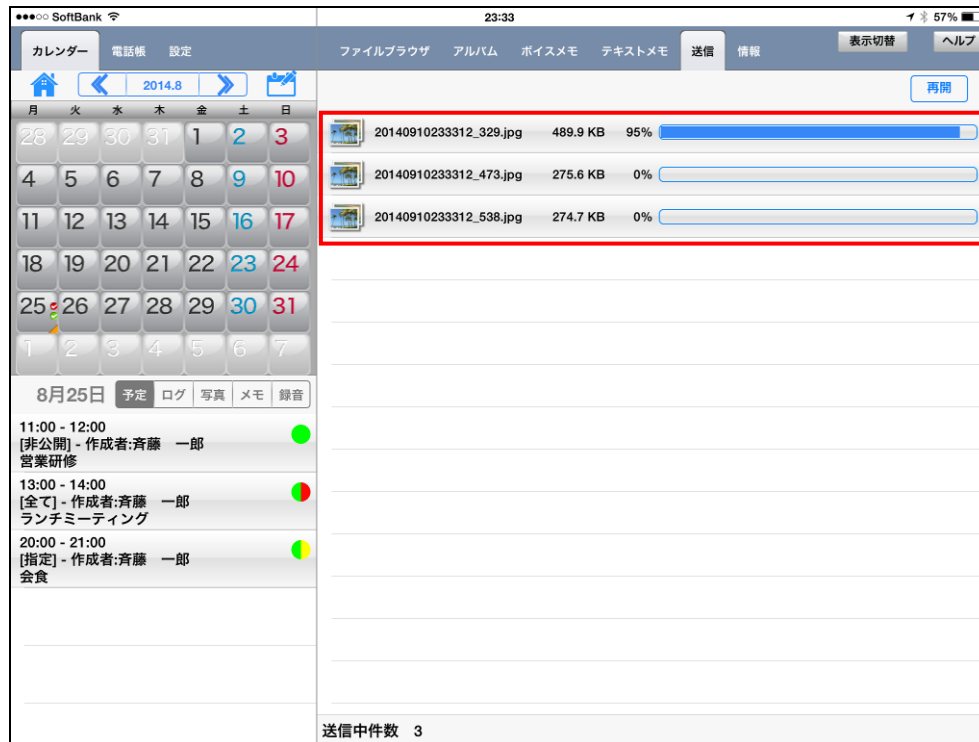 SoftBank 23:33 57%
カレンダー 電話帳 設定
ファイルブラウザ アルバム ボイスメモ テキストメモ 送信 情報 表示切替 ヘルプ
2014.8
再開
月 火 水 木 金 土 日
28 29 30 31 1 2 3
4 5 6 7 8 9 10
11 12 13 14 15 16 17
18 19 20 21 22 23 24
25 26 27 28 29 30 31
1 2 3 4 5 6 7
8月25日 予定 ログ 写真 メモ 録音
11:00 - 12:00
[非公開] - 作成者:斉藤　一郎
営業研修
13:00 - 14:00
[全て] - 作成者:斉藤　一郎
ランチミーティング
20:00 - 21:00
[指定] - 作成者:斉藤　一郎
会食
20140910233312_329.jpg 489.9 KB 95%
20140910233312_473.jpg 275.6 KB 0%
20140910233312_538.jpg 274.7 KB 0%
送信中件数 3